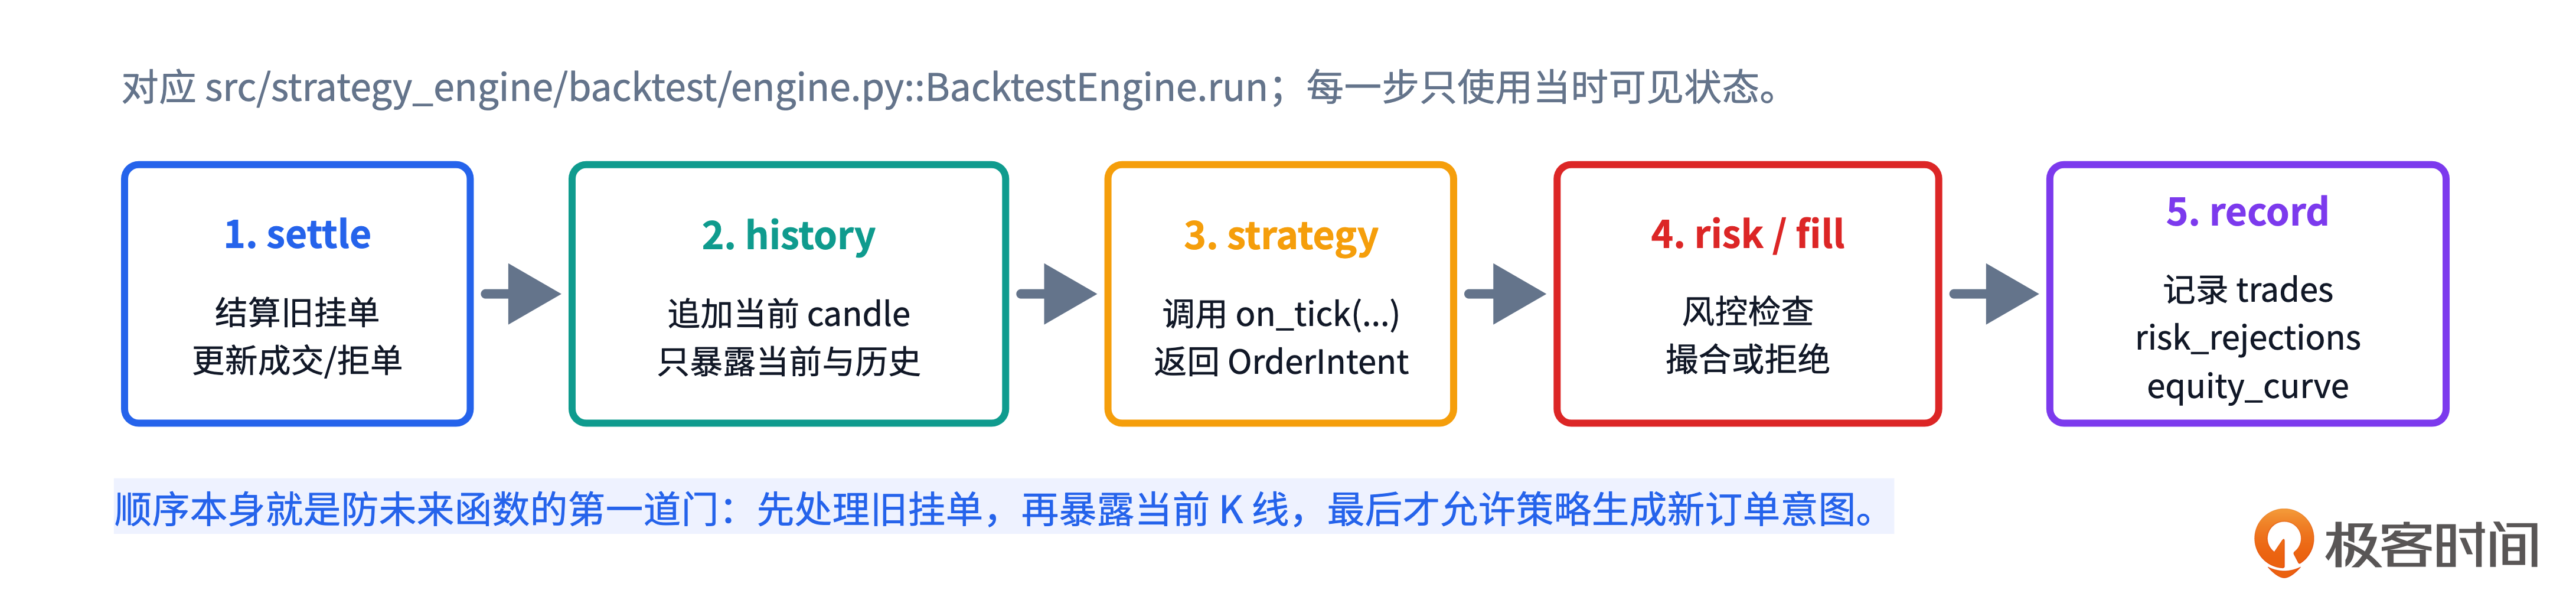 对应 src/strategy_engine/backtest/engine.py::BacktestEngine.run；每一步只使用当时可见状态。
1. settle
结算旧挂单
更新成交/拒单
2. history
追加当前 candle
只暴露当前与历史
3. strategy
调用 on_tick(...)
返回 OrderIntent
4. risk / fill
风控检查
撮合或拒绝
5. record
记录 trades
risk_rejections
equity_curve
顺序本身就是防未来函数的第一道门：先处理旧挂单，再暴露当前 K 线，最后才允许策略生成新订单意图。
极客时间